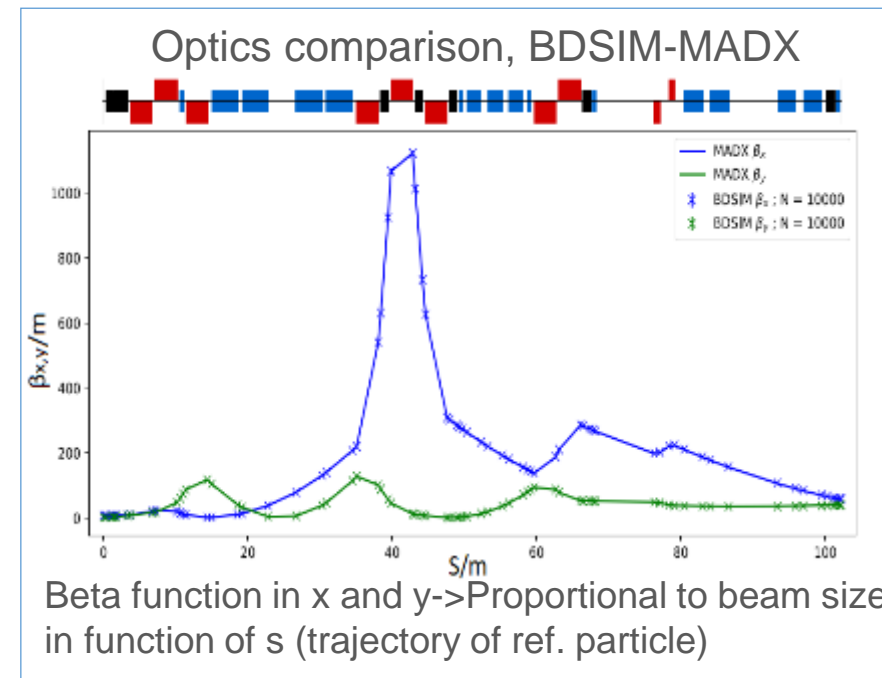 Optics comparison, BDSIM-MADX
MADX βx
MADX βy
BDSIM βx ; N = 10000
BDSIM βy ; N = 10000
1000
800
600
400
200
0
βx,y/m
0 20 40 60 80 100
S/m
Beta function in x and y->Proportional to beam size
in function of s (trajectory of ref. particle)